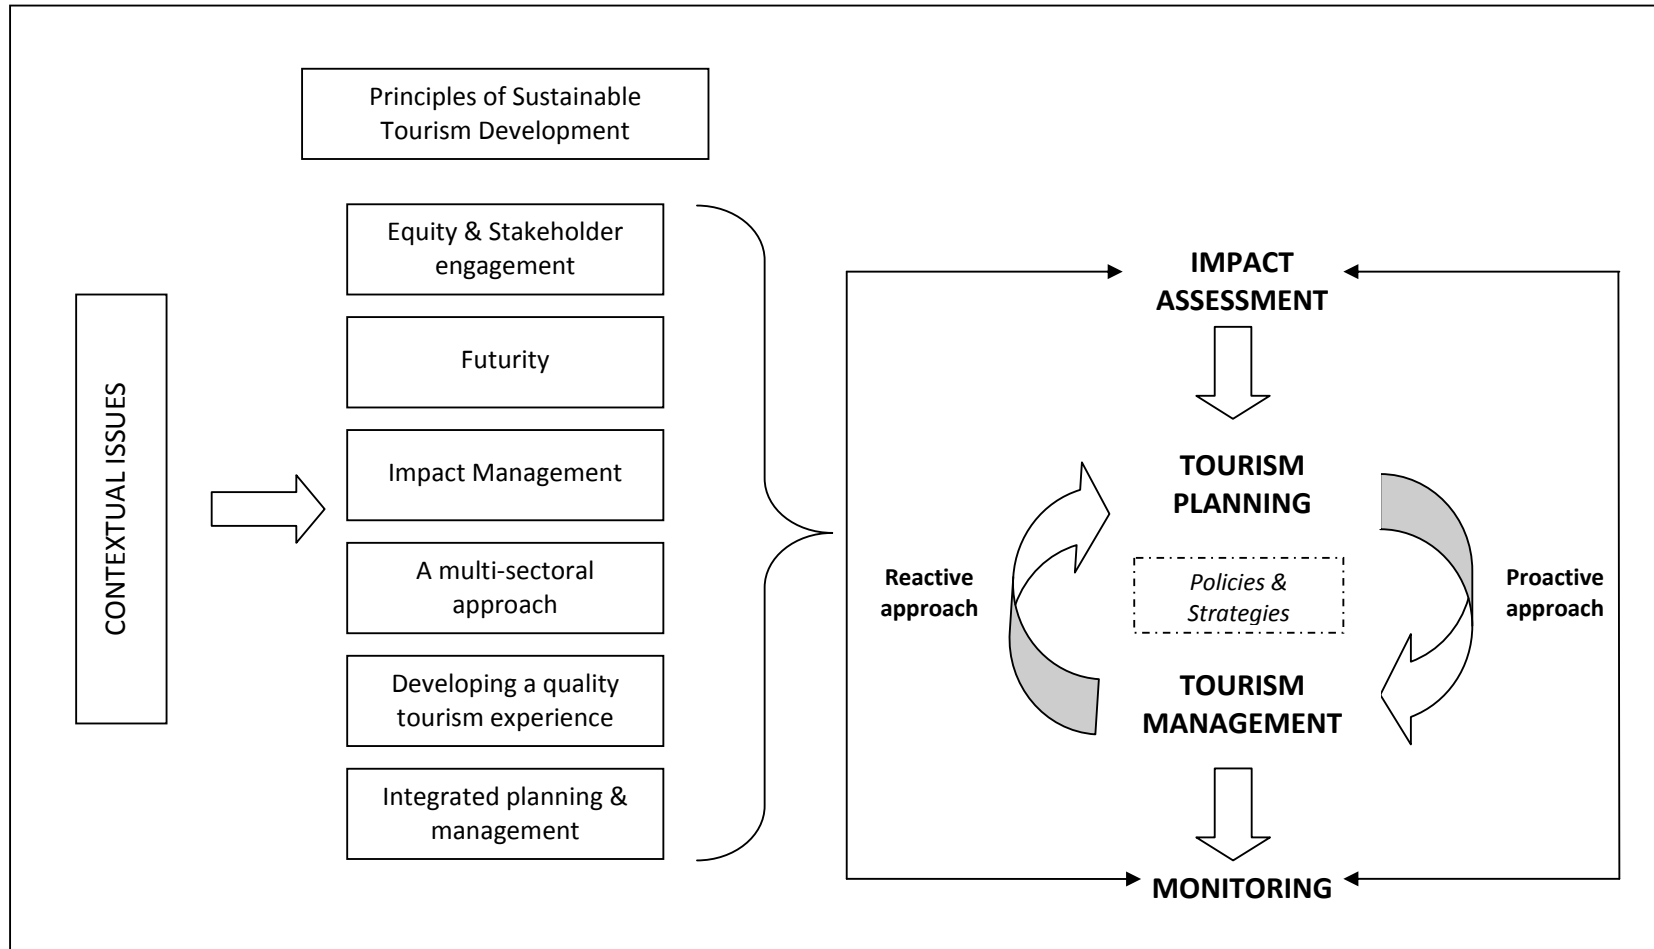 Principles of Sustainable
Tourism Development
CONTEXTUAL ISSUES
Equity & Stakeholder
engagement
Futurity
Impact Management
A multi-sectoral
approach
Developing a quality
tourism experience
Integrated planning &
management
IMPACT
ASSESSMENT
TOURISM
PLANNING
Reactive
approach
Policies &
Strategies
Proactive
approach
TOURISM
MANAGEMENT
MONITORING